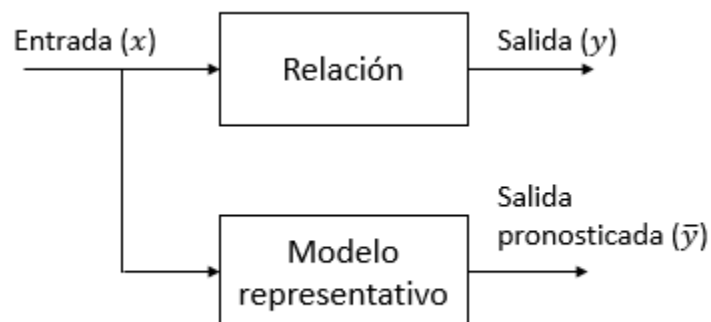 Entrada (x)
Salida (y)
Relación
Salida
pronosticada (ȳ)
Modelo
representativo